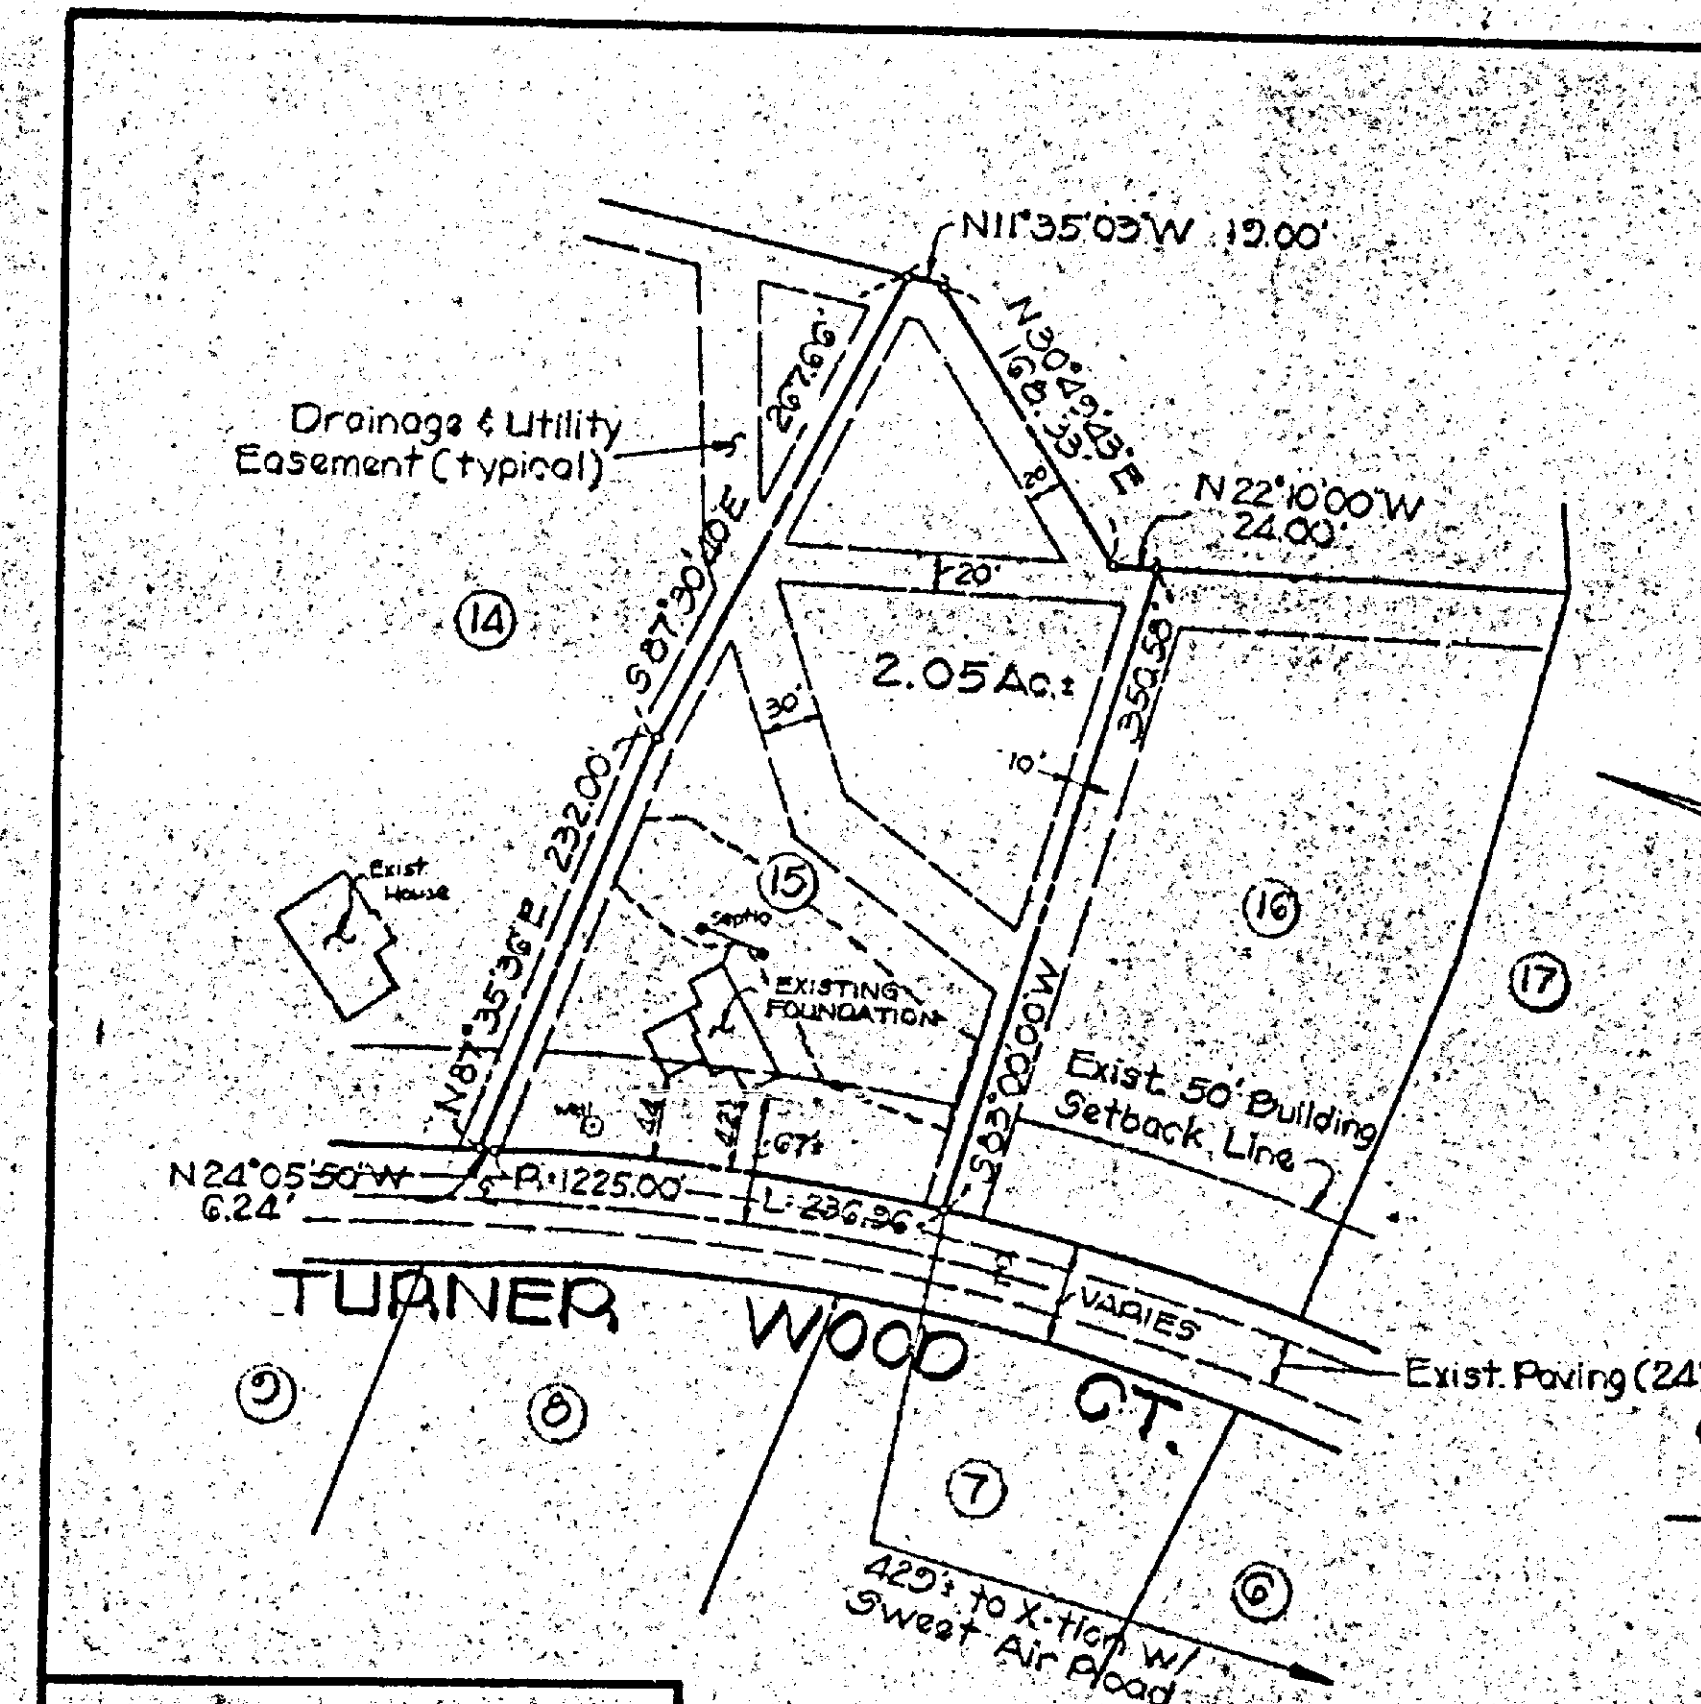 N11°35'03"W 19.00'
N30°49'43"E
168.33'
267.66'
Drainage & Utility
Easement (typical)
S87°30'40"E
N22°10'00"W
24.00'
20'
14
2.05 Ac.±
350.58'
30'
10'
232.00'
Exist.
House
15
16
17
Septic
EXISTING
FOUNDATION
N87°35'36"E
S83°00'00"W
Exist. 50' Building
Setback Line
well
44
42
67'±
N24°05'50"W
6.24'
R=1225.00'
L=236.96
TURNER WOOD CT.
VARIES
Exist. Paving (24'
9
8
7
6
429'± to X-tion w/
Sweet Air Road